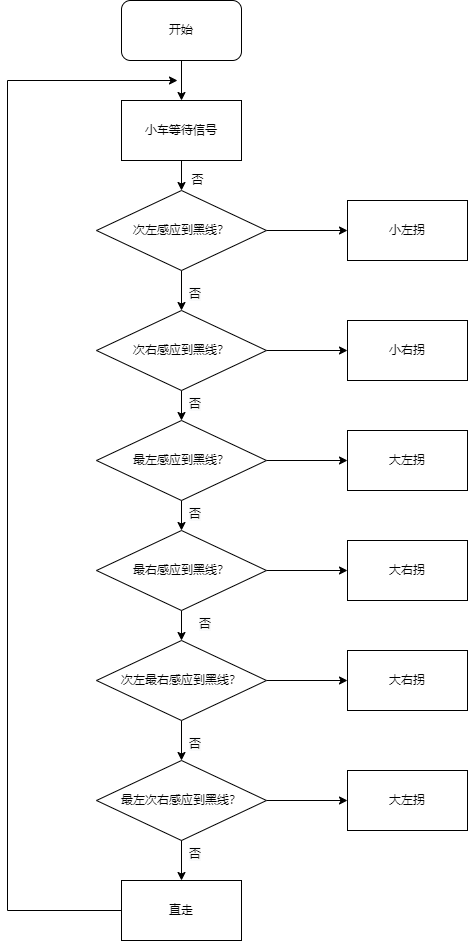 开始
小车等待信号
否
次左感应到黑线?
小左拐
否
次右感应到黑线?
小右拐
否
最左感应到黑线?
大左拐
否
最右感应到黑线?
大右拐
否
次左最右感应到黑线?
大右拐
否
最左次右感应到黑线?
大左拐
否
直走